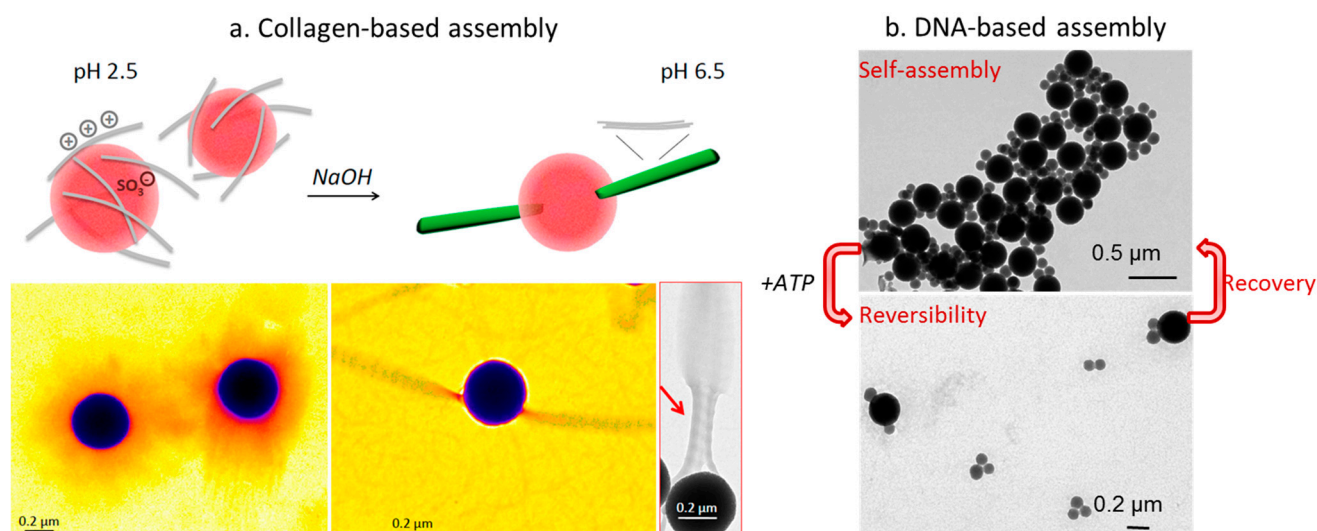 a. Collagen-based assembly
pH 2.5
pH 6.5
+ + +
SO3-
NaOH
0.2 µm
0.2 µm
0.2 µm
b. DNA-based assembly
Self-assembly
0.5 µm
+ATP
Recovery
Reversibility
0.2 µm